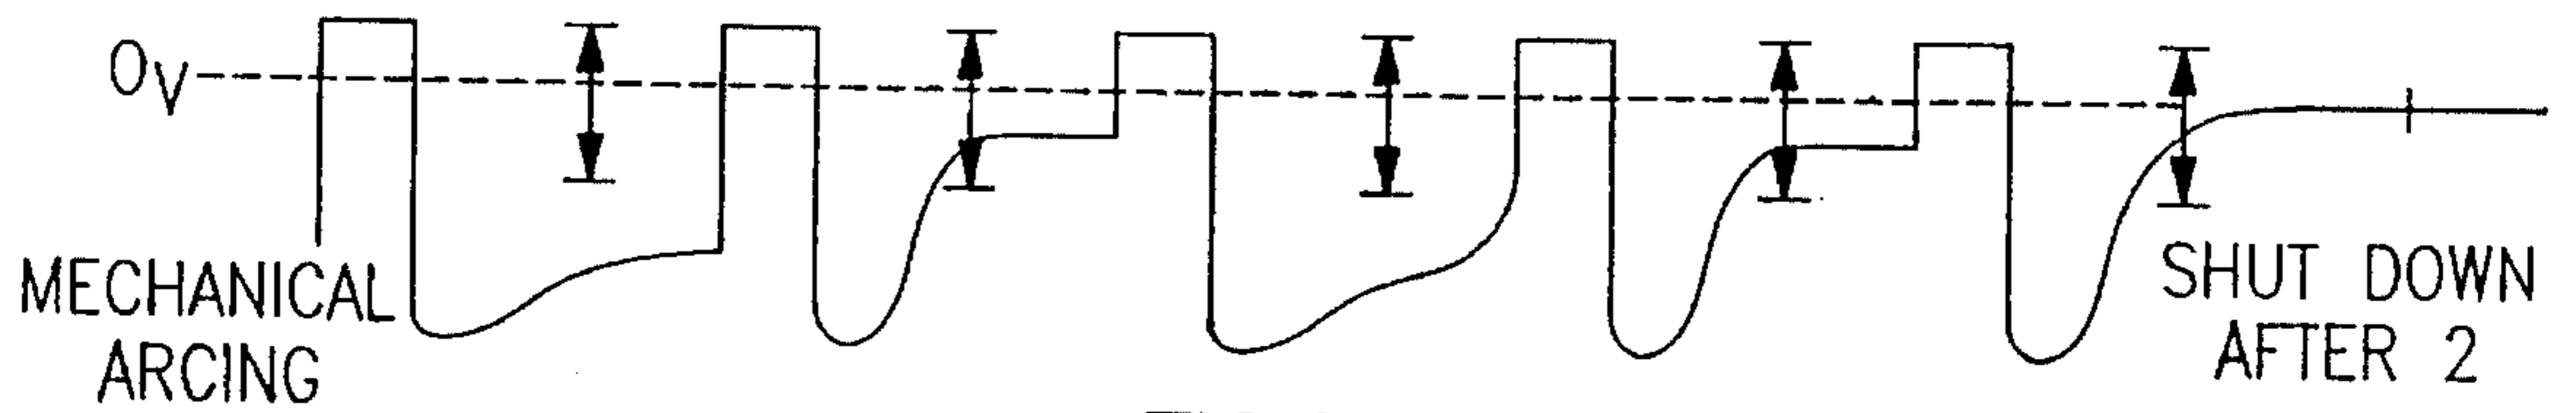 0V
MECHANICAL
ARCING
SHUT DOWN
AFTER 2